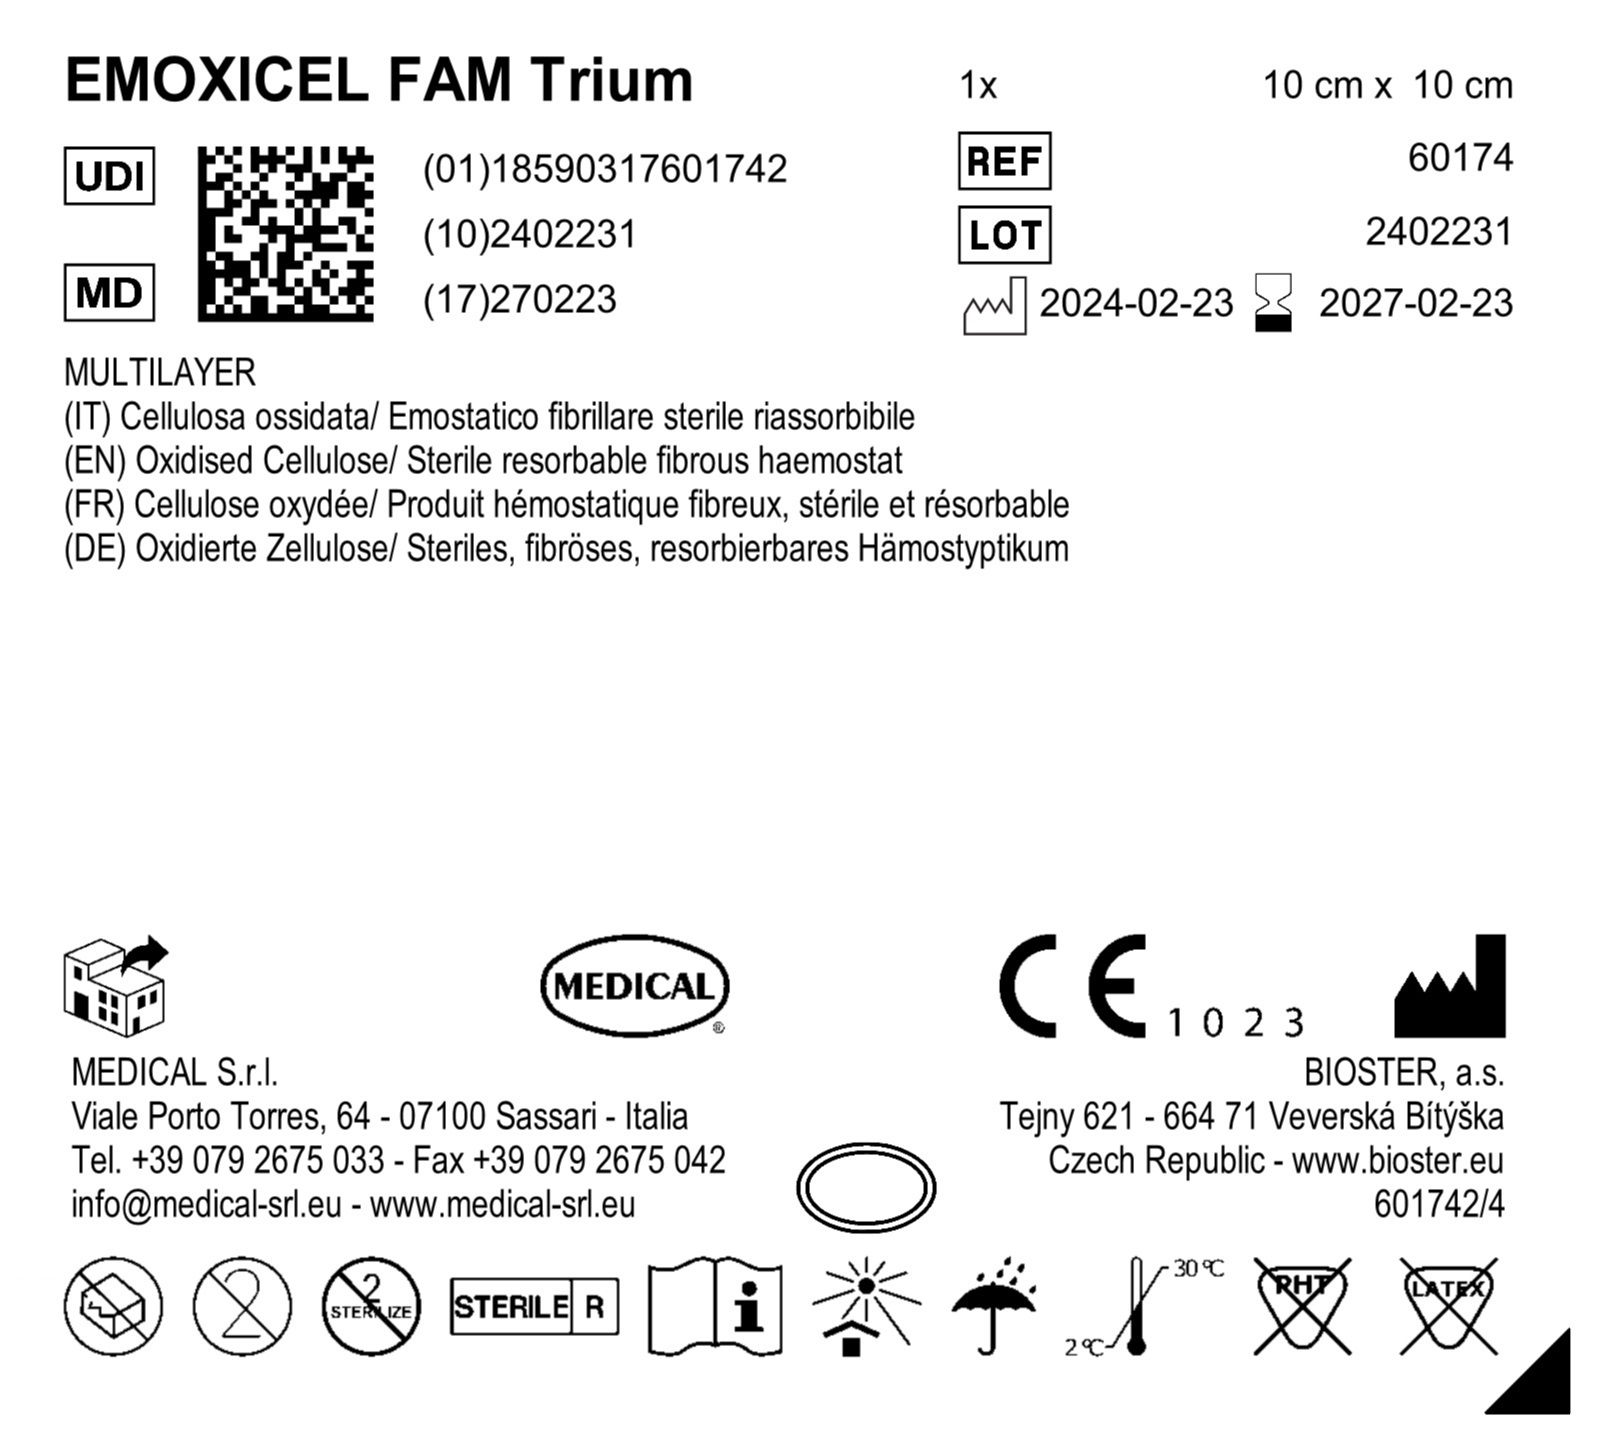 EMOXICEL FAM Trium
1x 10 cm x 10 cm
UDI
(01)18590317601742
(10)2402231
(17)270223
MD
REF 60174
LOT 2402231
2024-02-23 2027-02-23
MULTILAYER
(IT) Cellulosa ossidata/ Emostatico fibrillare sterile riassorbibile
(EN) Oxidised Cellulose/ Sterile resorbable fibrous haemostat
(FR) Cellulose oxydée/ Produit hémostatique fibreux, stérile et résorbable
(DE) Oxidierte Zellulose/ Steriles, fibröses, resorbierbares Hämostyptikum
MEDICAL
®
CE 1023
MEDICAL S.r.l.
Viale Porto Torres, 64 - 07100 Sassari - Italia
Tel. +39 079 2675 033 - Fax +39 079 2675 042
info@medical-srl.eu - www.medical-srl.eu
BIOSTER, a.s.
Tejny 621 - 664 71 Veverská Bítýška
Czech Republic - www.bioster.eu
601742/4
2
2
STERILIZE
STERILE R
i
30 °C
2 °C
PHT
LATEX